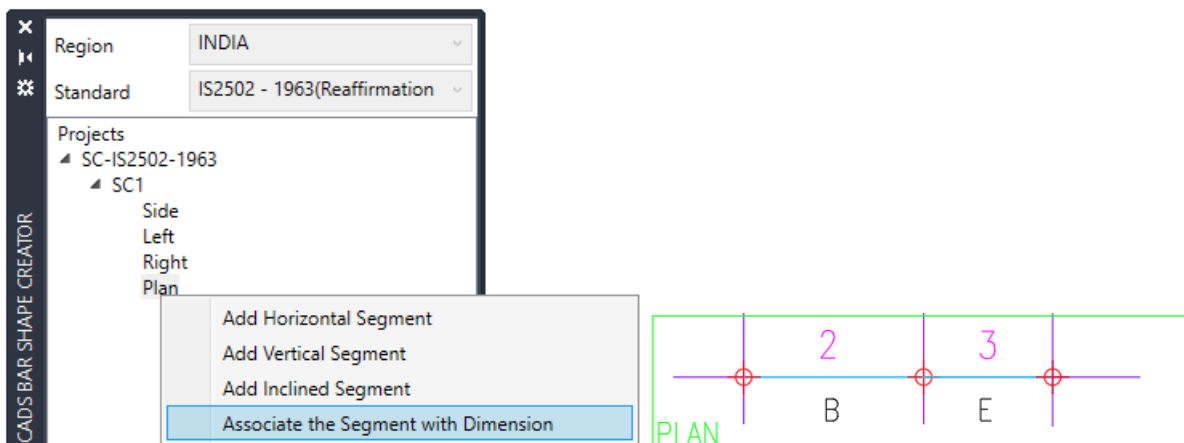 Region INDIA
Standard IS2502 - 1963(Reaffirmation
Projects
SC-IS2502-1963
SC1
Side
Left
Right
Plan
Add Horizontal Segment
Add Vertical Segment
Add Inclined Segment
Associate the Segment with Dimension
CADS BAR SHAPE CREATOR
2 3
B E
PLAN